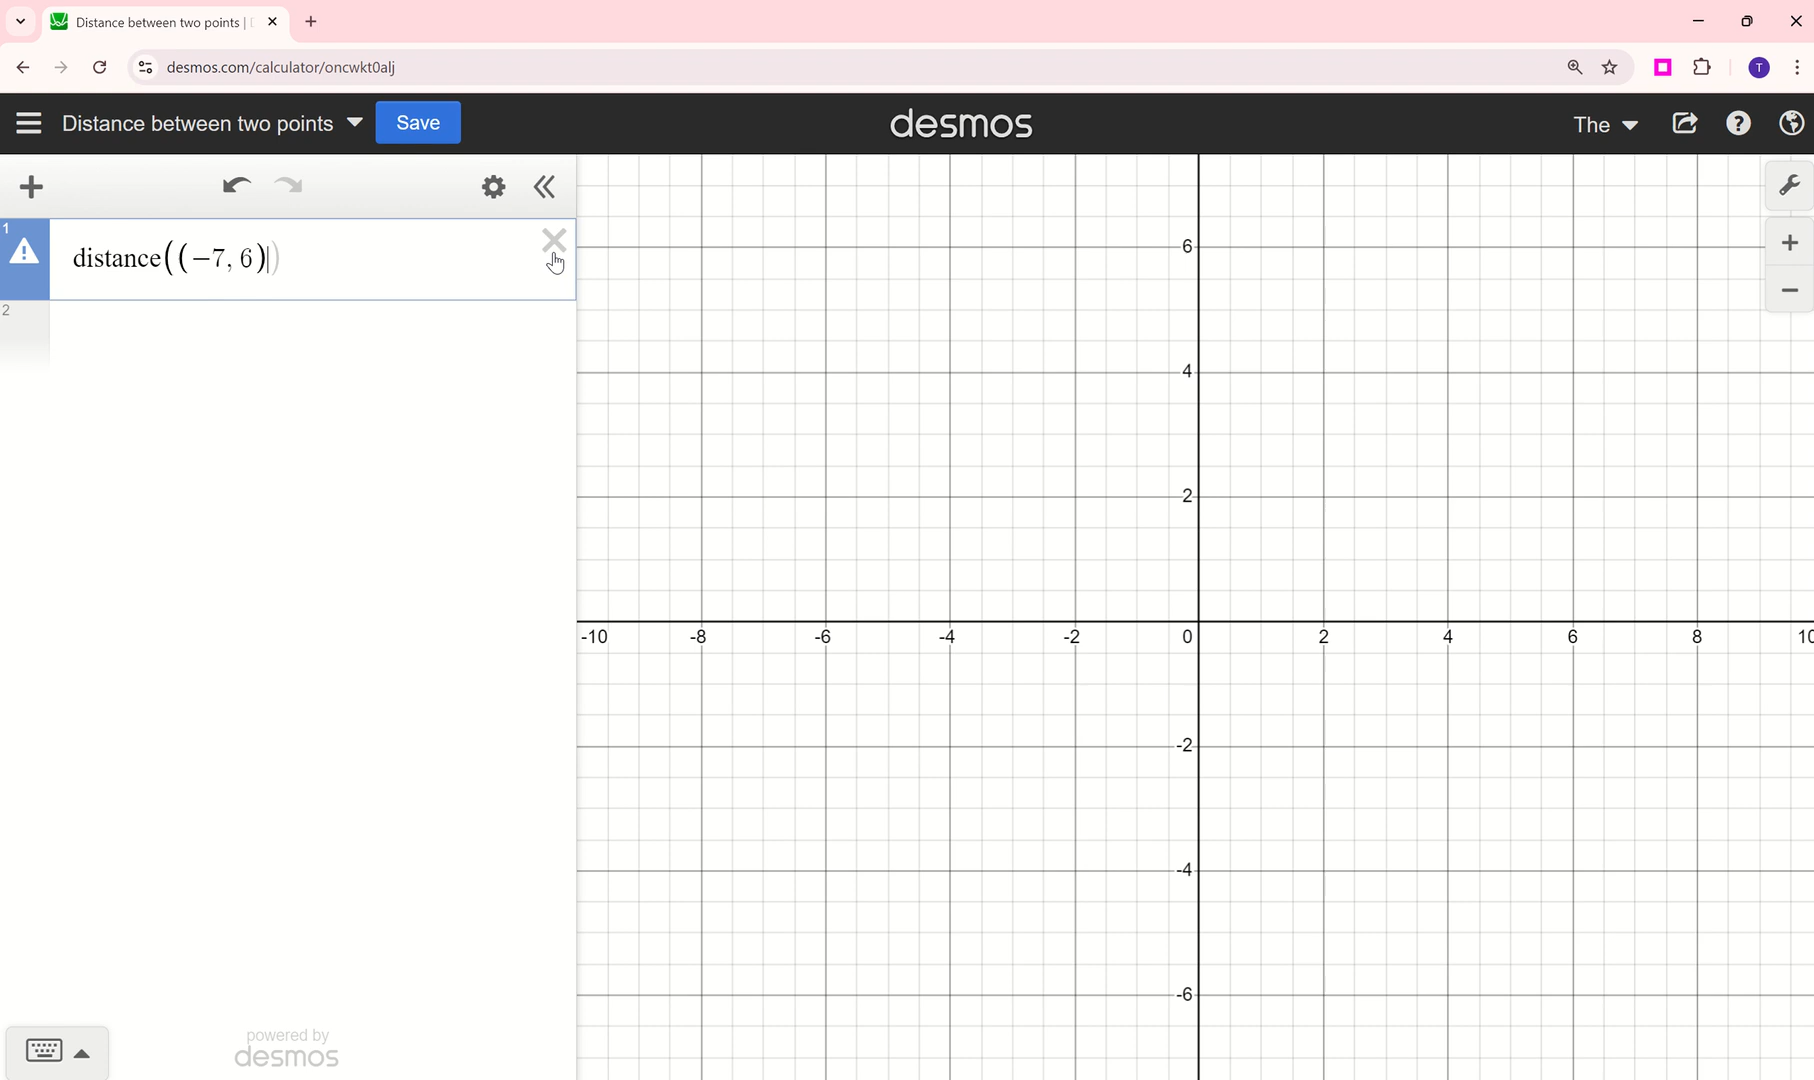 Distance between two points |
desmos.com/calculator/oncwkt0alj
T
Distance between two points
Save
desmos
The
1
distance((−7, 6))
2
6
4
2
-10 -8 -6 -4 -2 0 2 4 6 8 10
-2
-4
-6
powered by
desmos